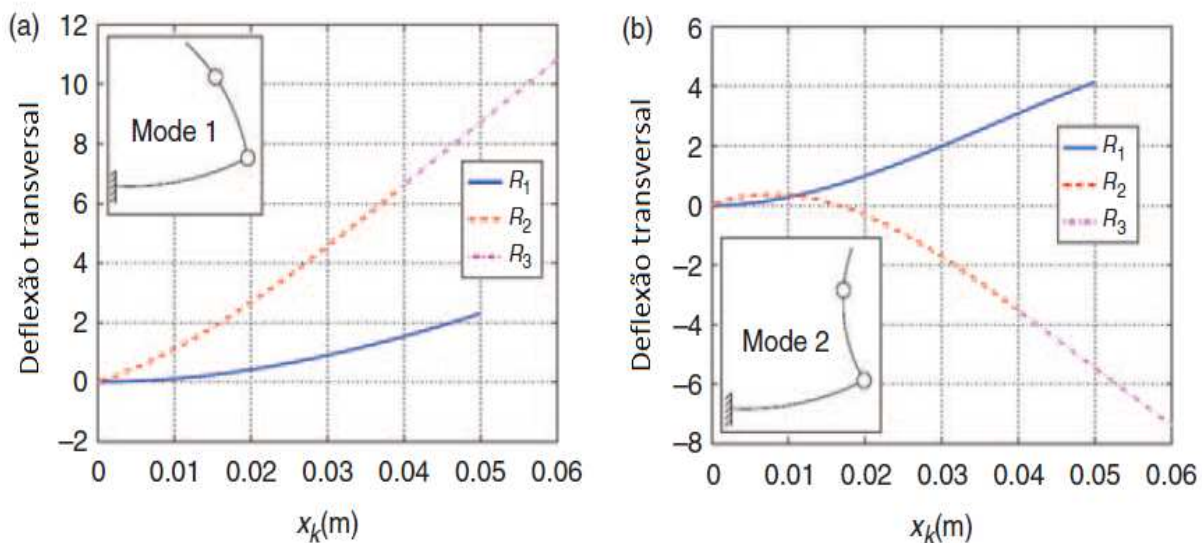 (a)
Deflexão transversal
12
10
8
6
4
2
0
−2
Mode 1
R1
R2
R3
0 0.01 0.02 0.03 0.04 0.05 0.06
xk(m)
(b)
Deflexão transversal
6
4
2
0
−2
−4
−6
−8
R1
R2
R3
Mode 2
0 0.01 0.02 0.03 0.04 0.05 0.06
xk(m)